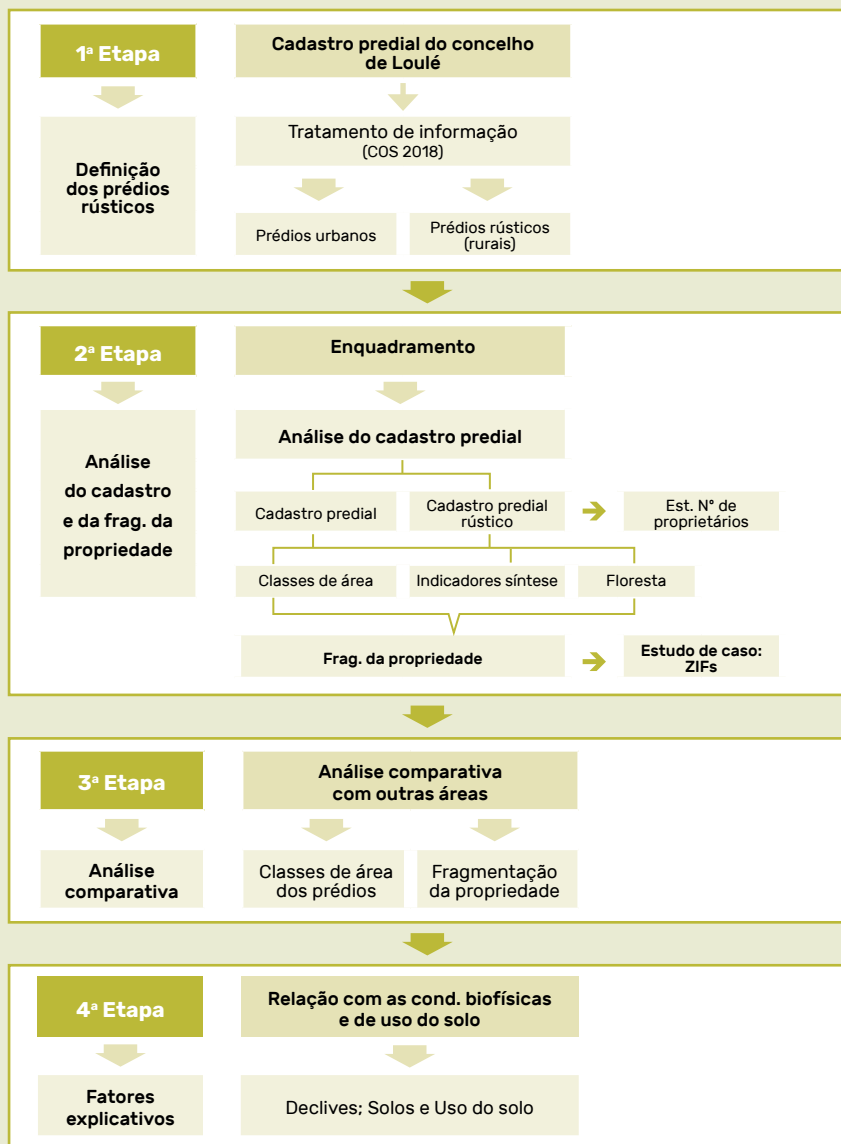 1ª Etapa
Cadastro predial do concelho
de Loulé
Definição
dos prédios
rústicos
Tratamento de informação
(COS 2018)
Prédios urbanos
Prédios rústicos
(rurais)
2ª Etapa
Enquadramento
Análise
do cadastro
e da frag. da
propriedade
Análise do cadastro predial
Cadastro predial
Cadastro predial
rústico
Est. Nº de
proprietários
Classes de área
Indicadores síntese
Floresta
Frag. da propriedade
Estudo de caso:
ZIFs
3ª Etapa
Análise comparativa
com outras áreas
Análise
comparativa
Classes de área
dos prédios
Fragmentação
da propriedade
4ª Etapa
Relação com as cond. biofísicas
e de uso do solo
Fatores
explicativos
Declives; Solos e Uso do solo